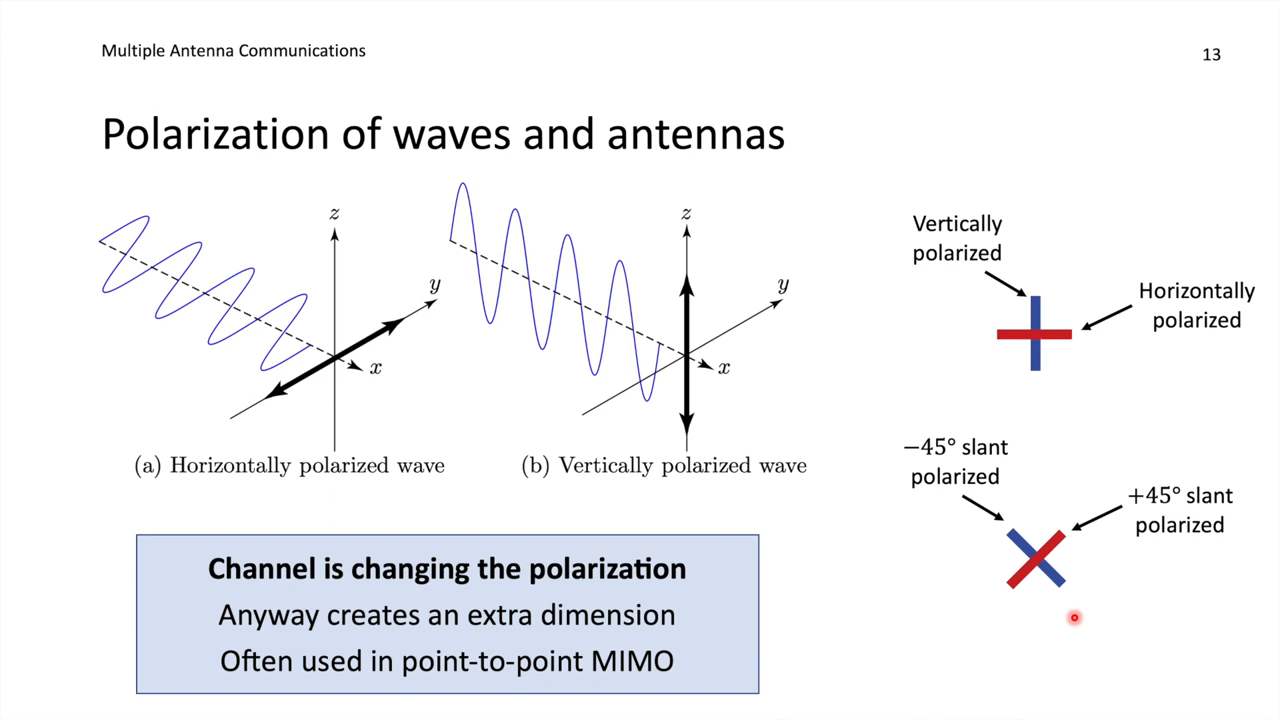 Multiple Antenna Communications
13
Polarization of waves and antennas
z
y
x
(a) Horizontally polarized wave
z
y
x
(b) Vertically polarized wave
Vertically
polarized
Horizontally
polarized
−45° slant
polarized
+45° slant
polarized
Channel is changing the polarization
Anyway creates an extra dimension
Often used in point-to-point MIMO